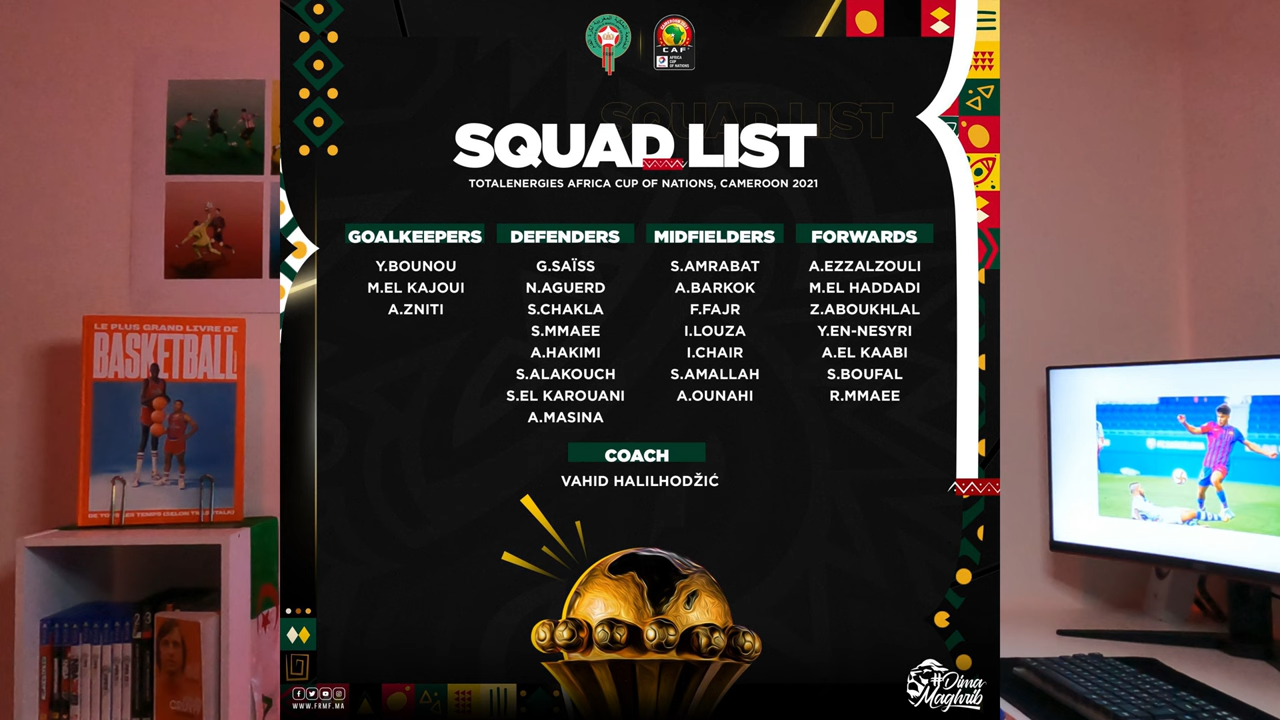 CAF
SQUAD LIST
SQUAD LIST
TOTALENERGIES AFRICA CUP OF NATIONS, CAMEROON 2021
GOALKEEPERS
Y.BOUNOU
M.EL KAJOUI
A.ZNITI
DEFENDERS
G.SAÏSS
N.AGUERD
S.CHAKLA
S.MMAEE
A.HAKIMI
S.ALAKOUCH
S.EL KAROUANI
A.MASINA
MIDFIELDERS
S.AMRABAT
A.BARKOK
F.FAJR
I.LOUZA
I.CHAIR
S.AMALLAH
A.OUNAHI
FORWARDS
A.EZZALZOULI
M.EL HADDADI
Z.ABOUKHLAL
Y.EN-NESYRI
A.EL KAABI
S.BOUFAL
R.MMAEE
COACH
VAHID HALILHODŽIĆ
WWW.FRMF.MA
#Dima
Maghrib
LE PLUS GRAND LIVRE DE
BASKETBALL